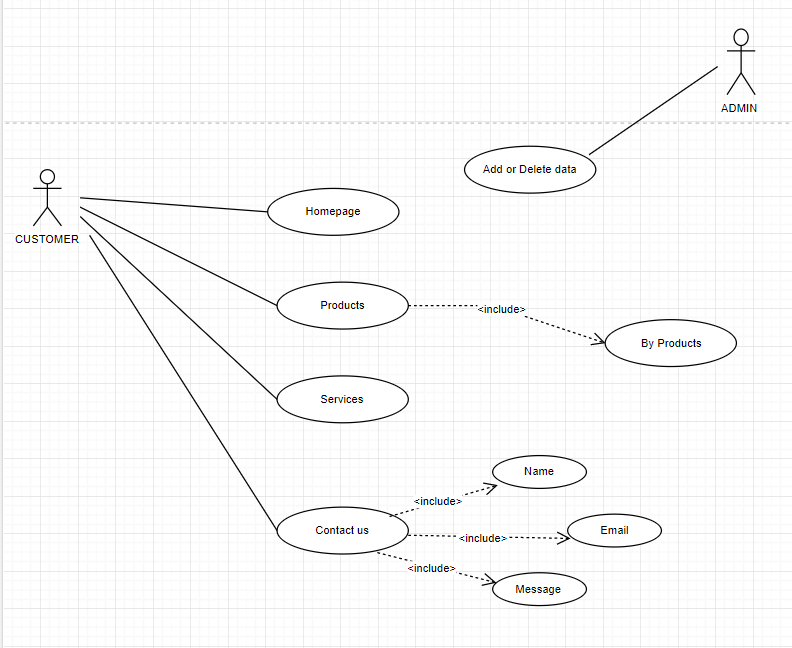 ADMIN
Add or Delete data
CUSTOMER
Homepage
Products
<include>
By Products
Services
Name
<include>
Contact us
<include>
Email
<include>
Message